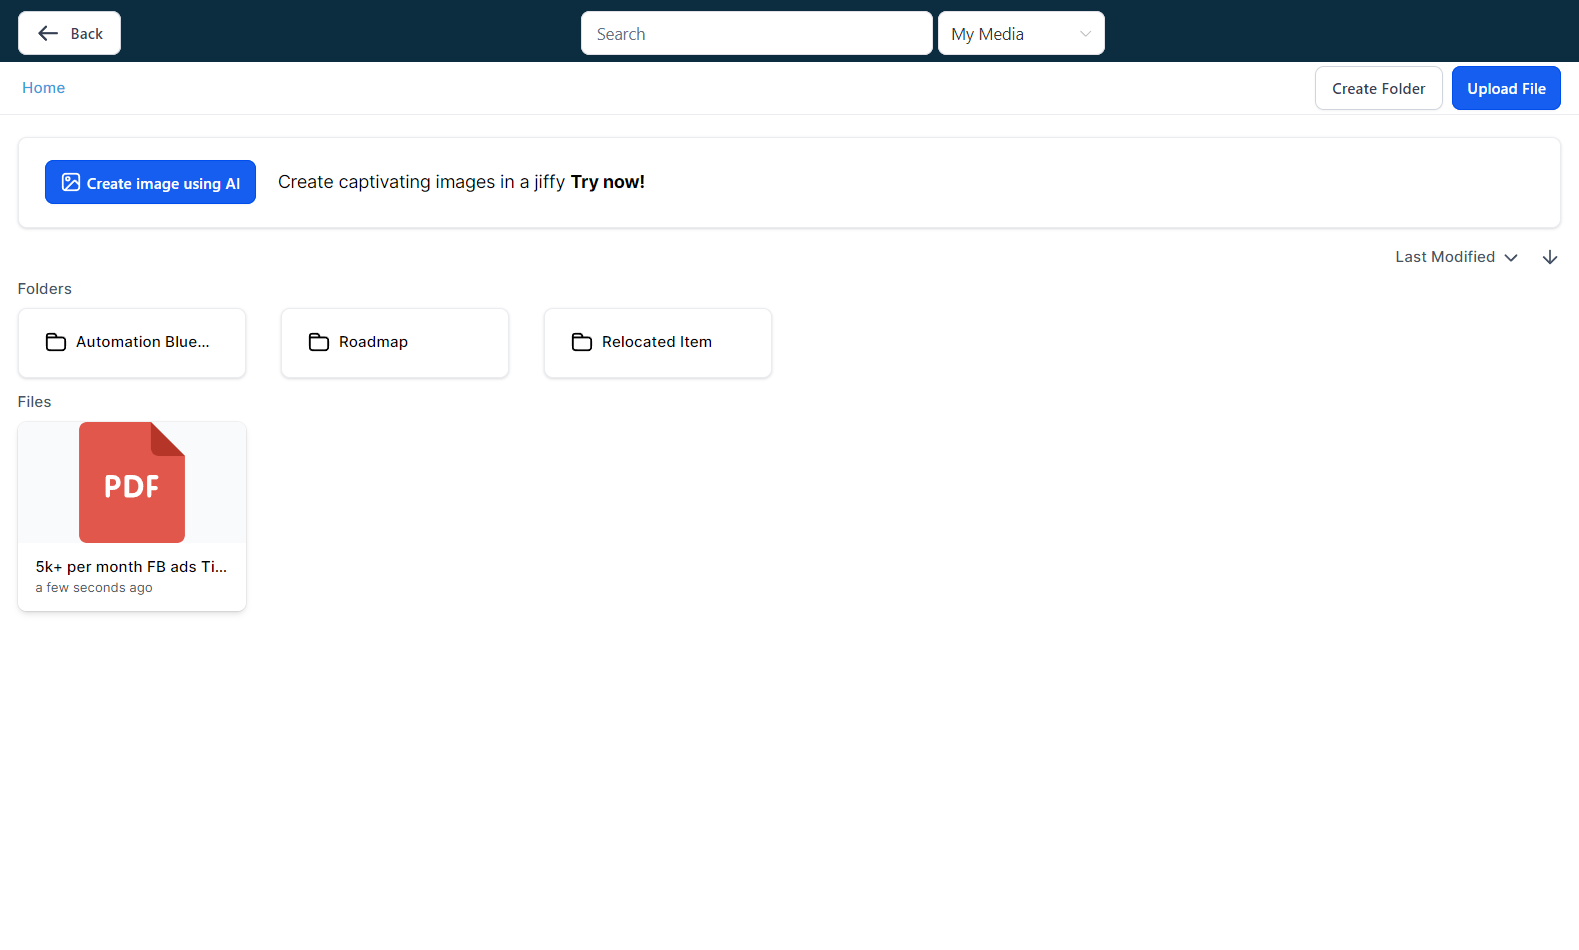 Back
Search
My Media
Home
Create Folder
Upload File
Create image using AI
Create captivating images in a jiffy Try now!
Last Modified
Folders
Automation Blue...
Roadmap
Relocated Item
Files
PDF
5k+ per month FB ads Ti...
a few seconds ago